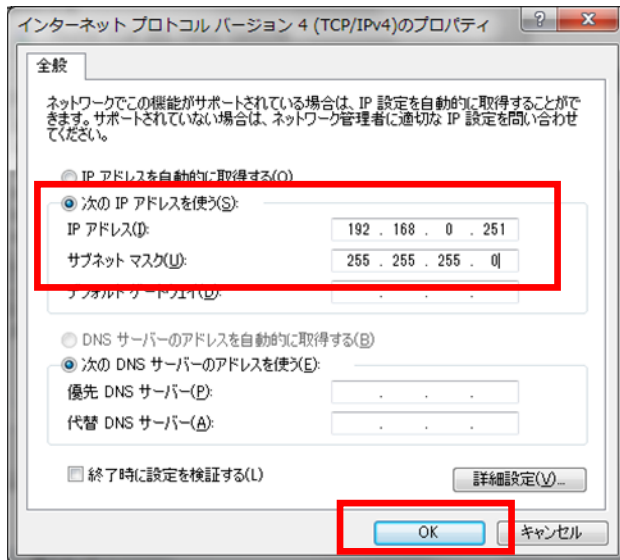 インターネット プロトコル バージョン 4 (TCP/IPv4)のプロパティ
全般
ネットワークでこの機能がサポートされている場合は、IP 設定を自動的に取得することがで
きます。サポートされていない場合は、ネットワーク管理者に適切な IP 設定を問い合わせ
てください。
IP アドレスを自動的に取得する(O)
次の IP アドレスを使う(S):
IP アドレス(I): 192 . 168 . 0 . 251
サブネット マスク(U): 255 . 255 . 255 . 0
デフォルト ゲートウェイ(D): . . .
DNS サーバーのアドレスを自動的に取得する(B)
次の DNS サーバーのアドレスを使う(E):
優先 DNS サーバー(P): . . .
代替 DNS サーバー(A): . . .
終了時に設定を検証する(L)
詳細設定(V)...
OK
キャンセル